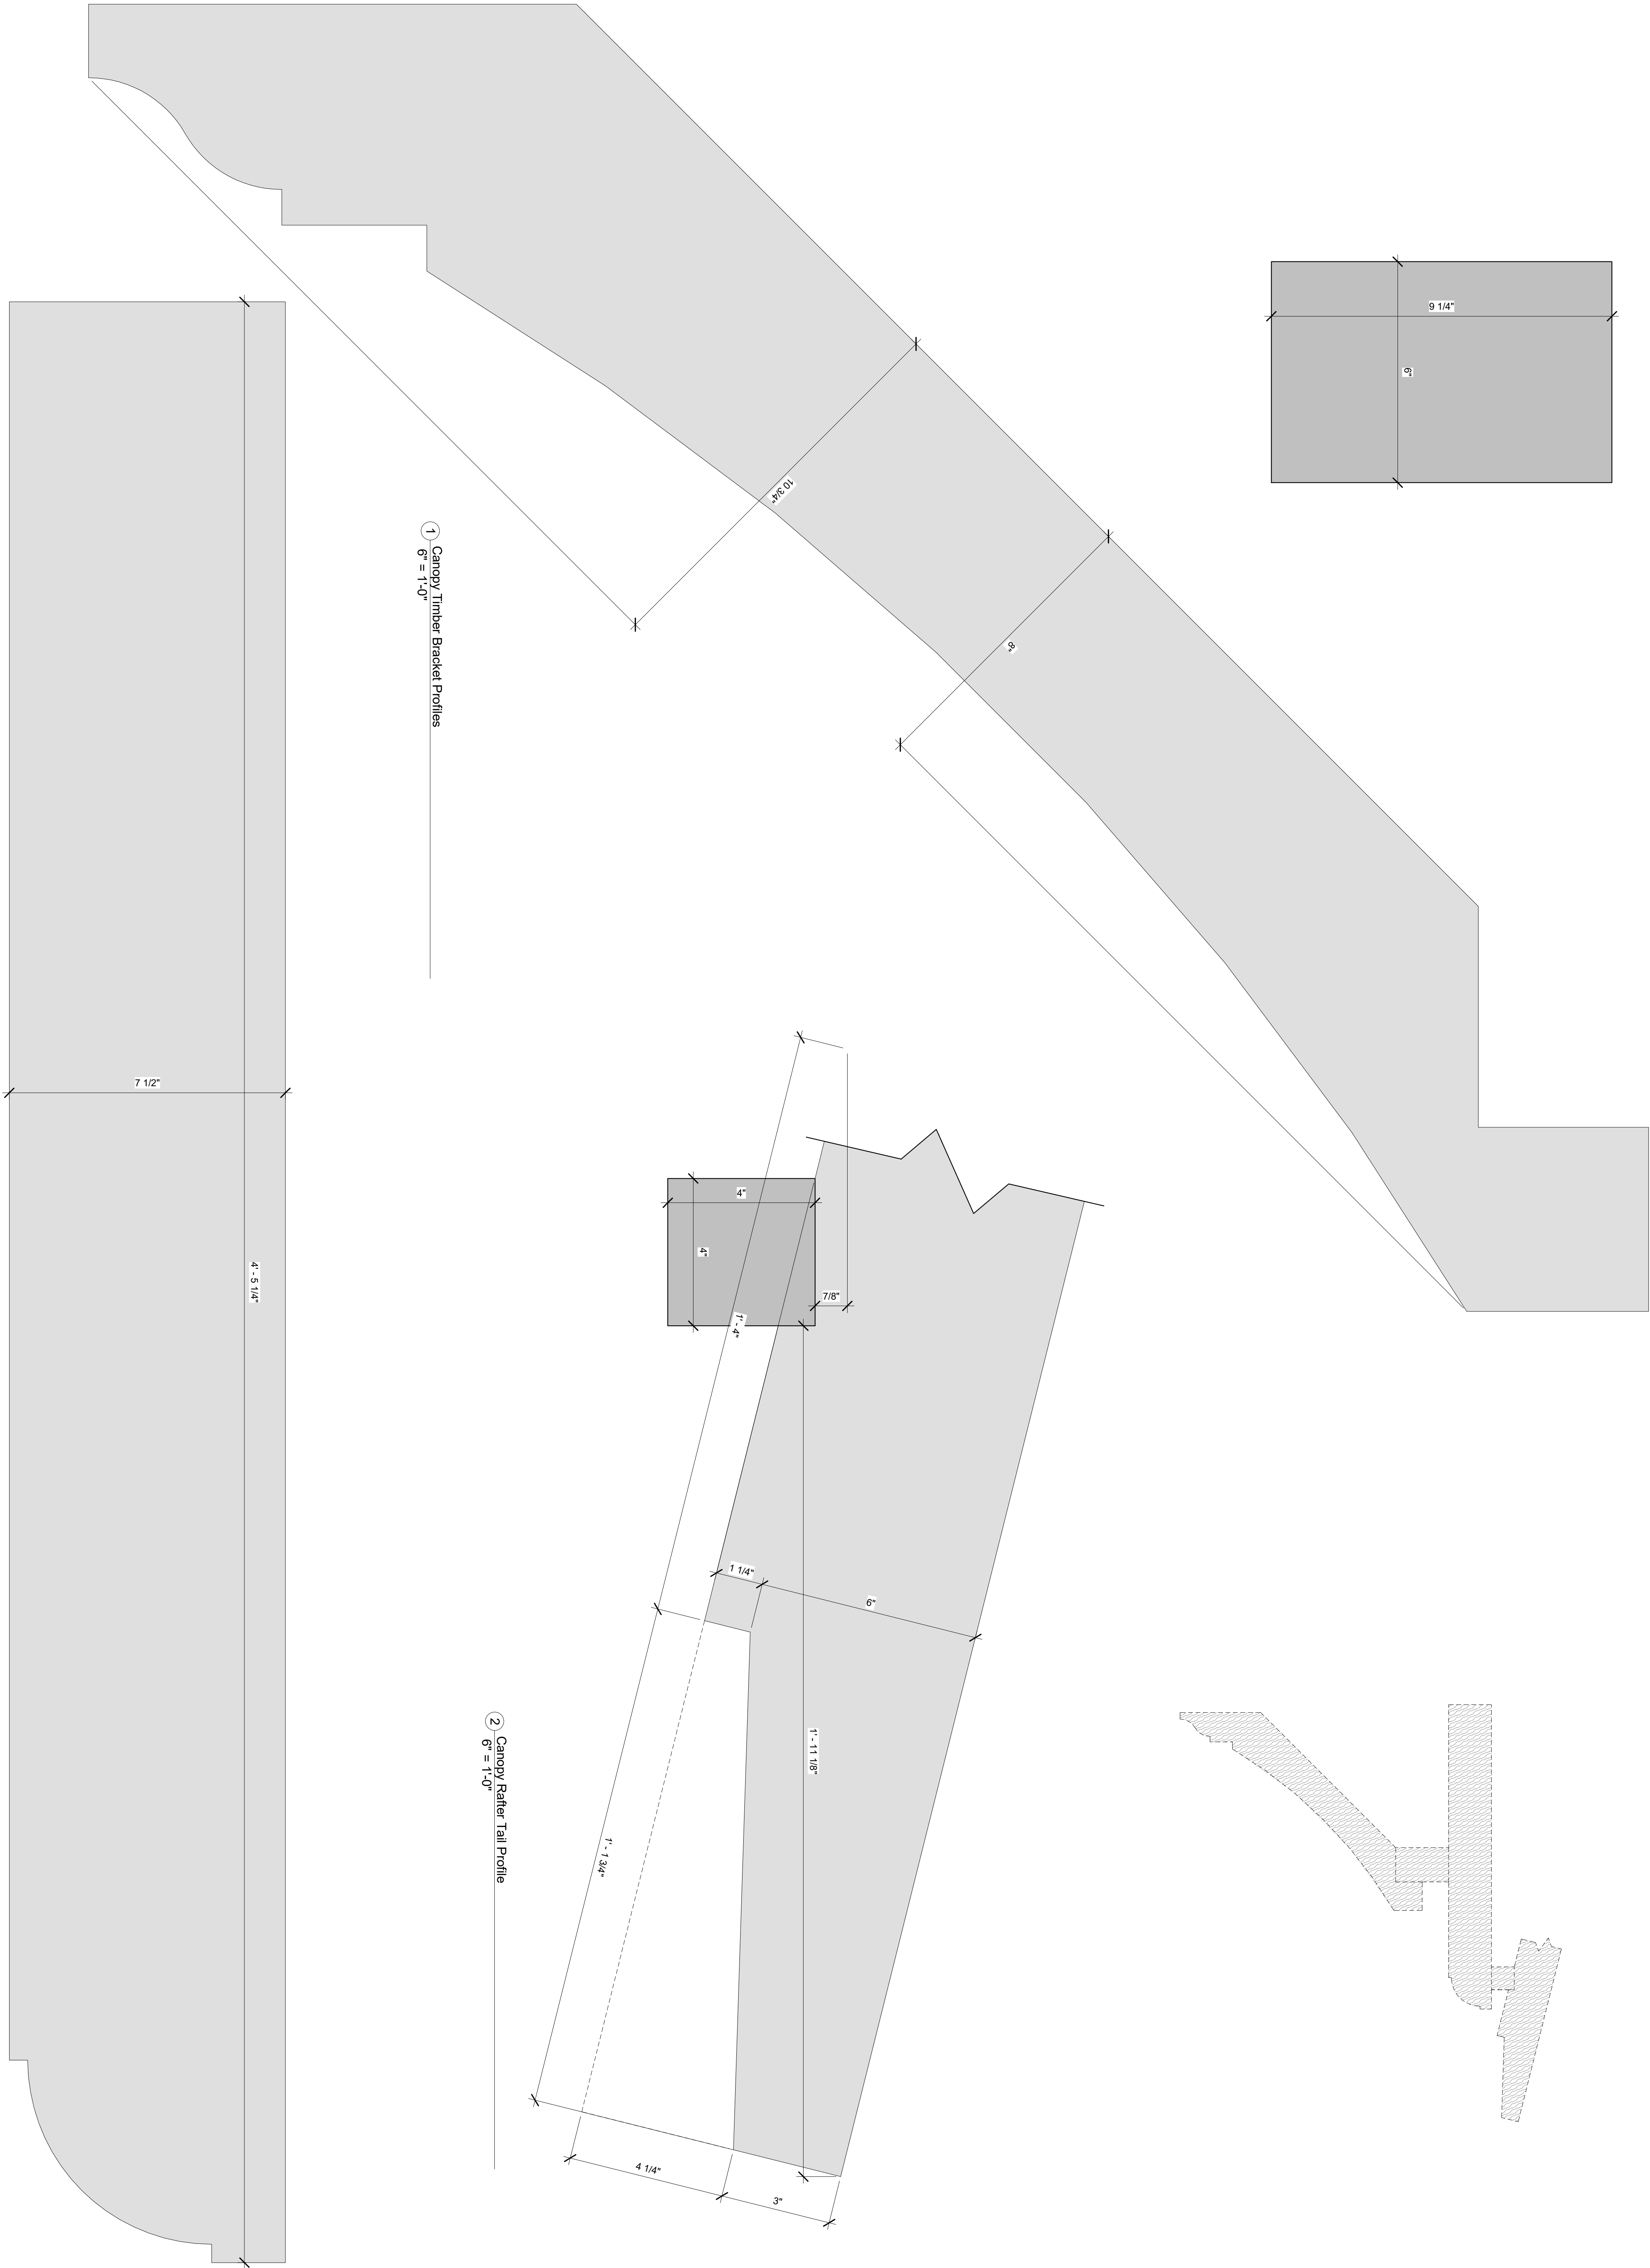 9 1/4"
6"
10 3/4"
8"
1
Canopy Timber Bracket Profiles
6" = 1'-0"
7 1/2"
4' - 5 1/4"
4"
4"
7/8"
1' - 4"
1 1/4"
6"
1' - 11 1/8"
2
Canopy Rafter Tail Profile
6" = 1'-0"
1' - 1 3/4"
4 1/4"
3"